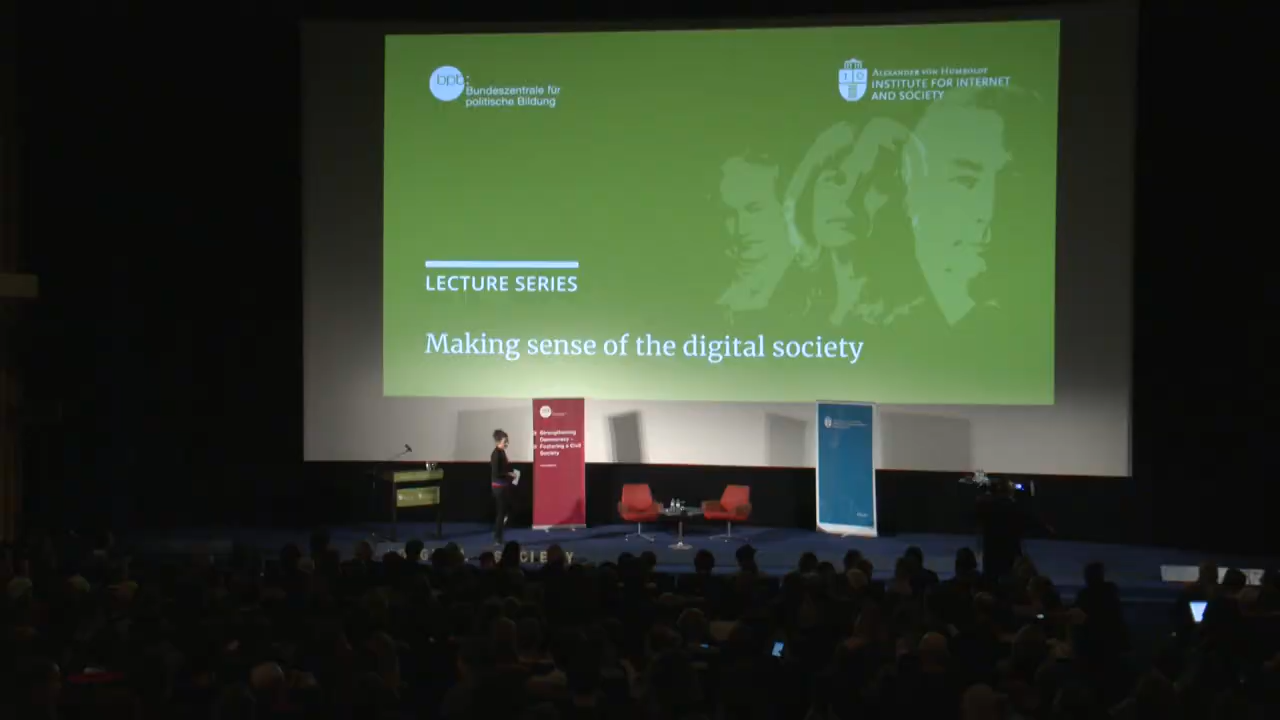 bpb:
Bundeszentrale für
politische Bildung
ALEXANDER VON HUMBOLDT
INSTITUTE FOR INTERNET
AND SOCIETY
LECTURE SERIES
Making sense of the digital society
Strengthening
Democracy –
Fostering a Civil
Society
SOCIETY